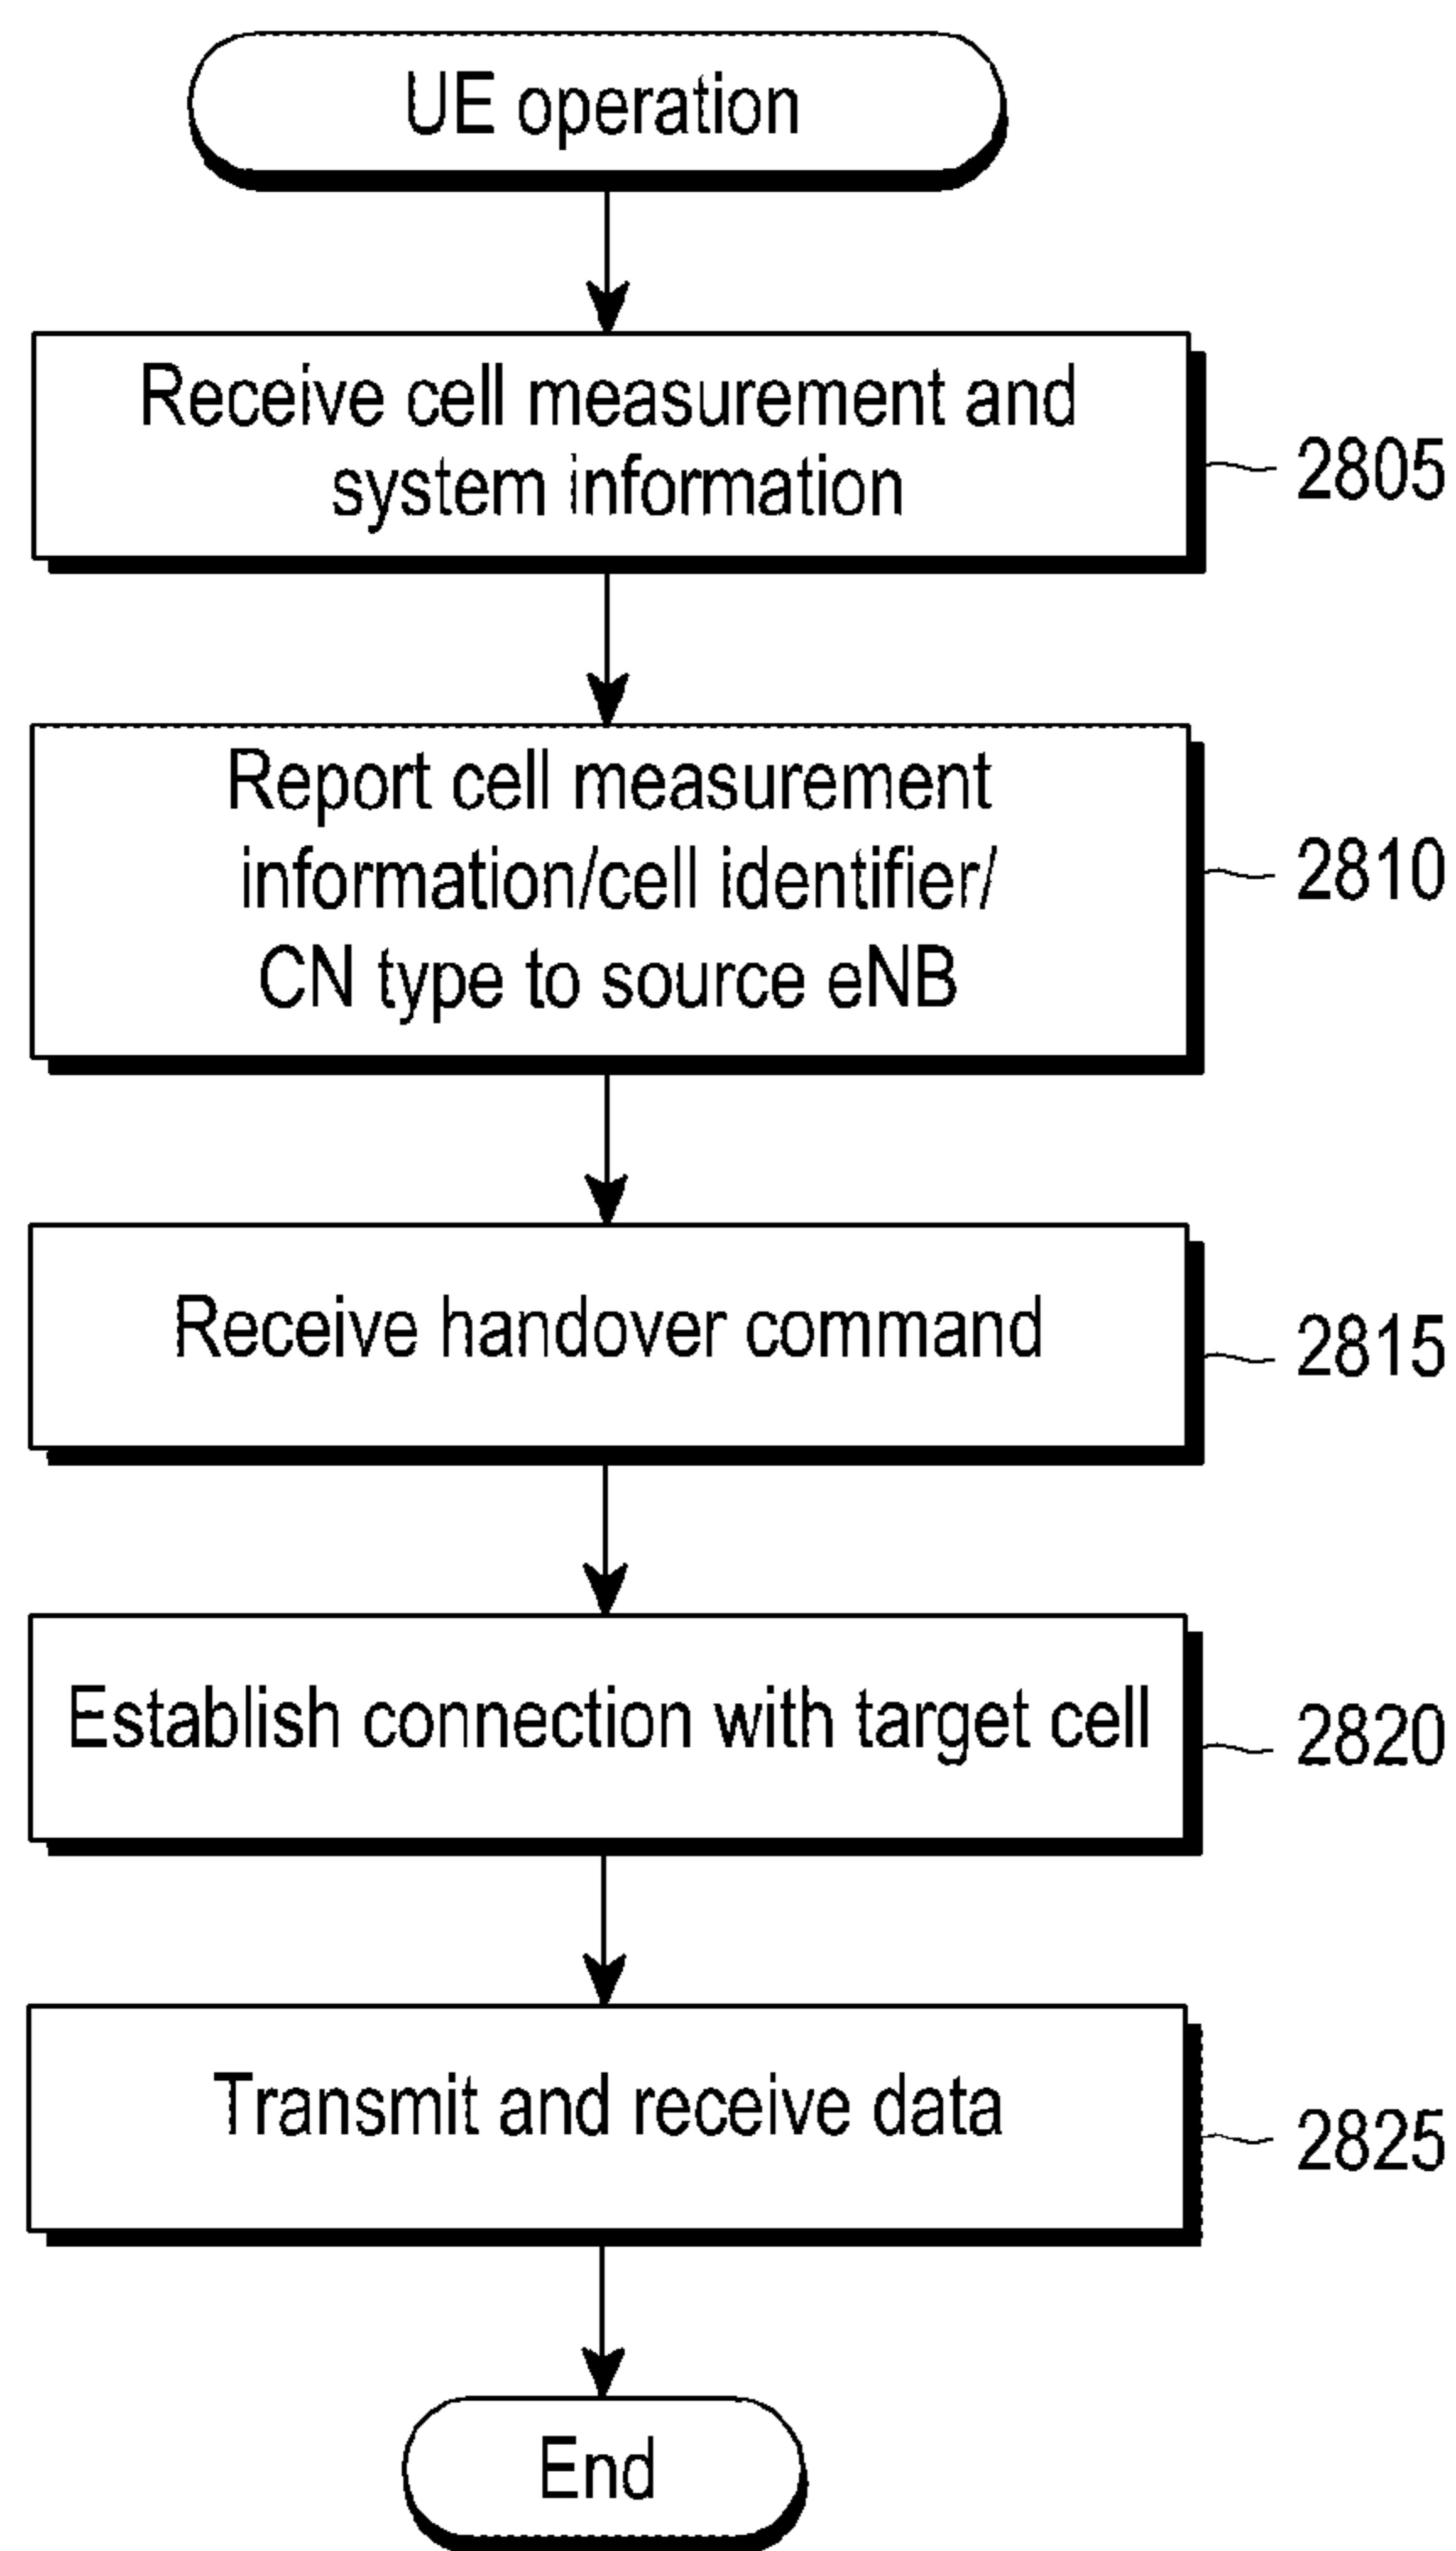 UE operation
Receive cell measurement and
system information
2805
Report cell measurement
information/cell identifier/
CN type to source eNB
2810
Receive handover command
2815
Establish connection with target cell
2820
Transmit and receive data
2825
End